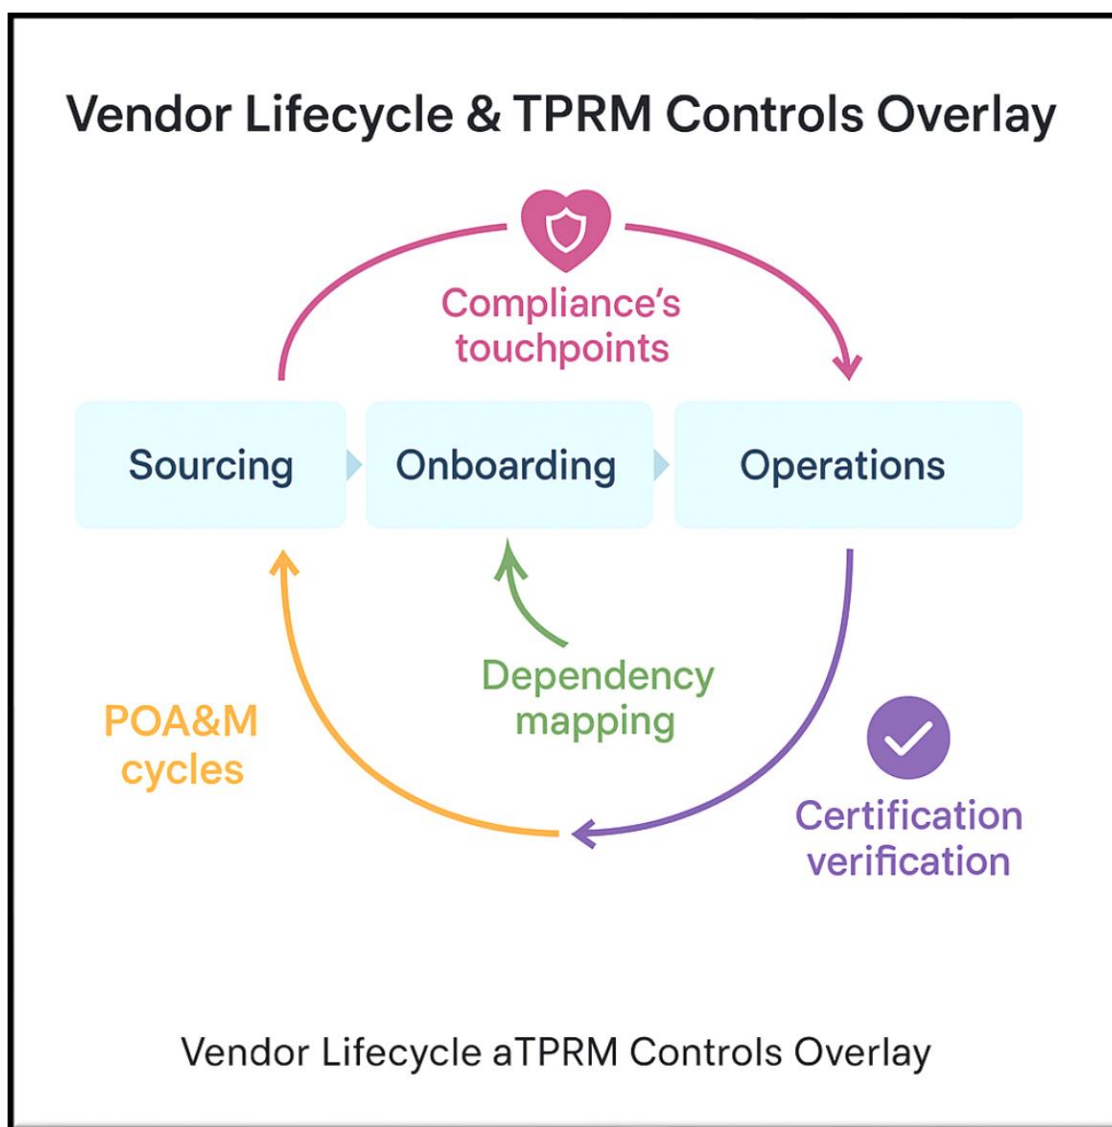 Vendor Lifecycle & TPRM Controls Overlay
Compliance's
touchpoints
Sourcing
Onboarding
Operations
Dependency
mapping
POA&M
cycles
Certification
verification
Vendor Lifecycle aTPRM Controls Overlay